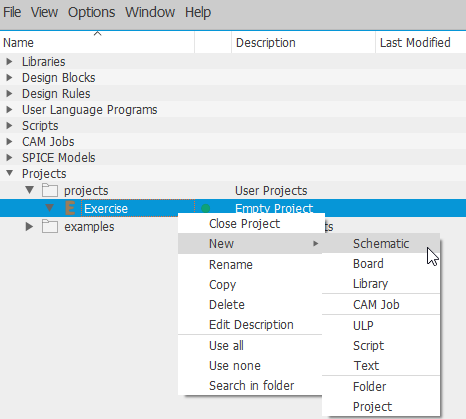 File View Options Window Help
Name Description Last Modified
Libraries
Design Blocks
Design Rules
User Language Programs
Scripts
CAM Jobs
SPICE Models
Projects
projects User Projects
E Exercise Empty Project
examples
Close Project
New
Rename
Copy
Delete
Edit Description
Use all
Use none
Search in folder
Schematic
Board
Library
CAM Job
ULP
Script
Text
Folder
Project